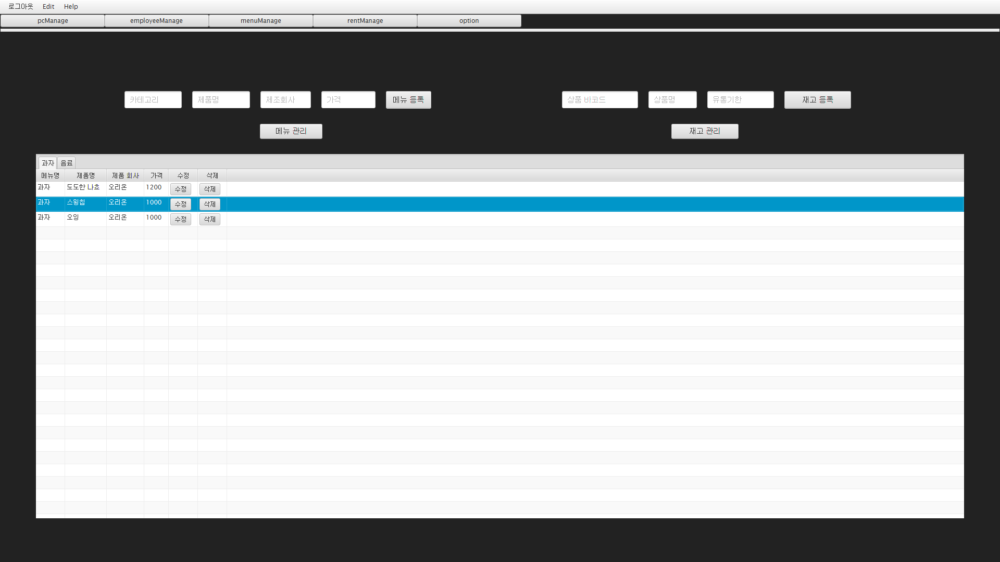 로그아웃 Edit Help
pcManage employeeManage menuManage rentManage option
카테고리 제품명 제조회사 가격 메뉴 등록 상품 바코드 상품명 유통기한 재고 등록
메뉴 관리 재고 관리
과자 음료
메뉴명 제품명 제품 회사 가격 수정 삭제
과자 도도한 나쵸 오리온 1200 수정 삭제
과자 스윙칩 오리온 1000 수정 삭제
과자 오잉 오리온 1000 수정 삭제